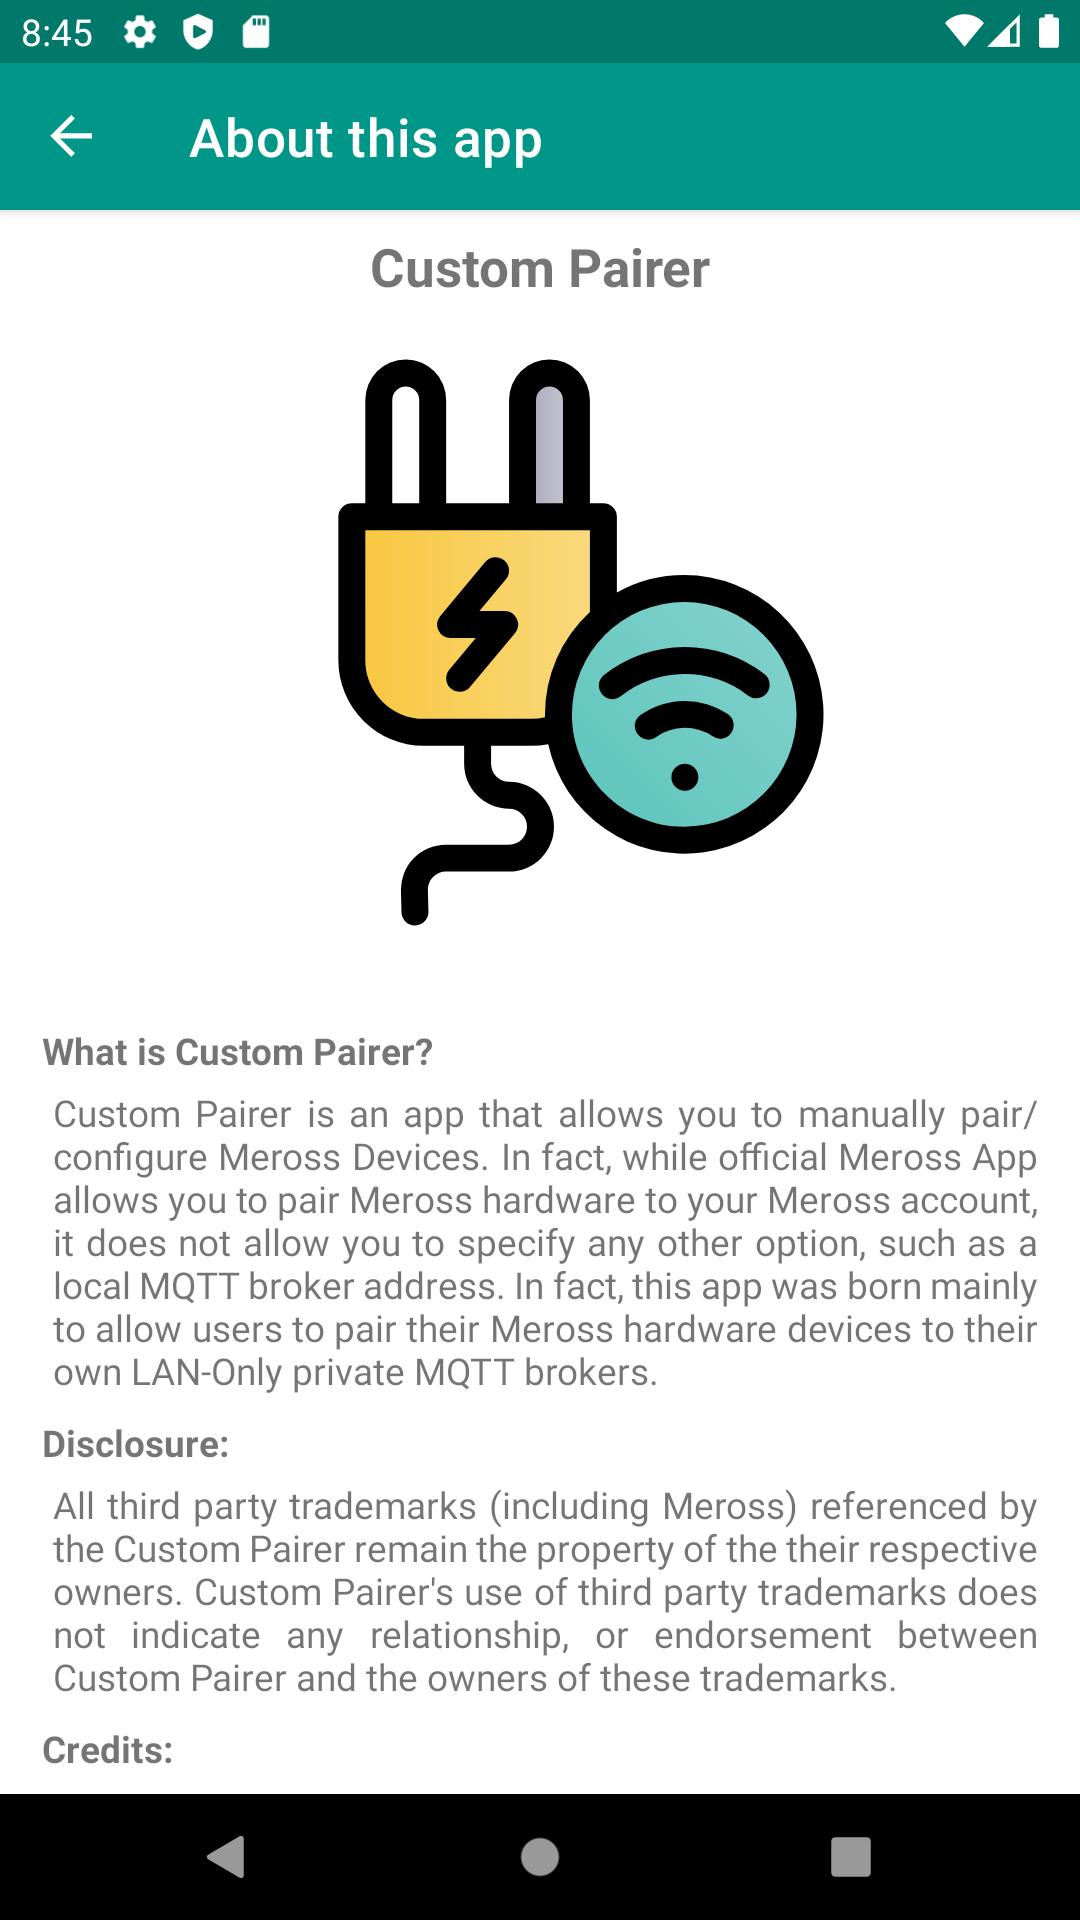 8:45
About this app
Custom Pairer
What is Custom Pairer?
Custom Pairer is an app that allows you to manually pair/
configure Meross Devices. In fact, while official Meross App
allows you to pair Meross hardware to your Meross account,
it does not allow you to specify any other option, such as a
local MQTT broker address. In fact, this app was born mainly
to allow users to pair their Meross hardware devices to their
own LAN-Only private MQTT brokers.
Disclosure:
All third party trademarks (including Meross) referenced by
the Custom Pairer remain the property of the their respective
owners. Custom Pairer's use of third party trademarks does
not indicate any relationship, or endorsement between
Custom Pairer and the owners of these trademarks.
Credits: